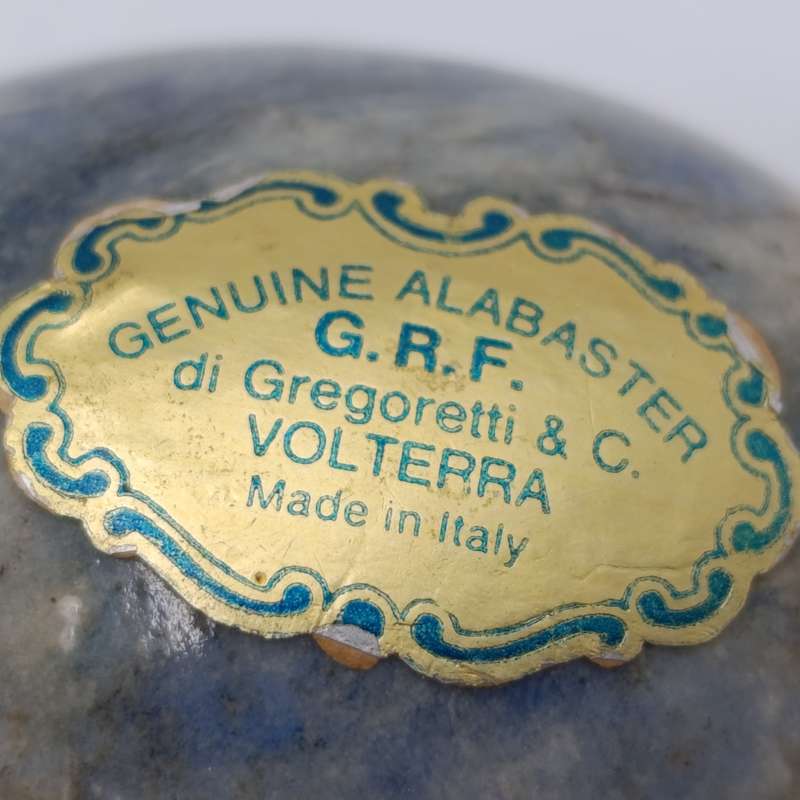 GENUINE ALABASTER
G.R.F.
di Gregoretti & C.
VOLTERRA
Made in Italy